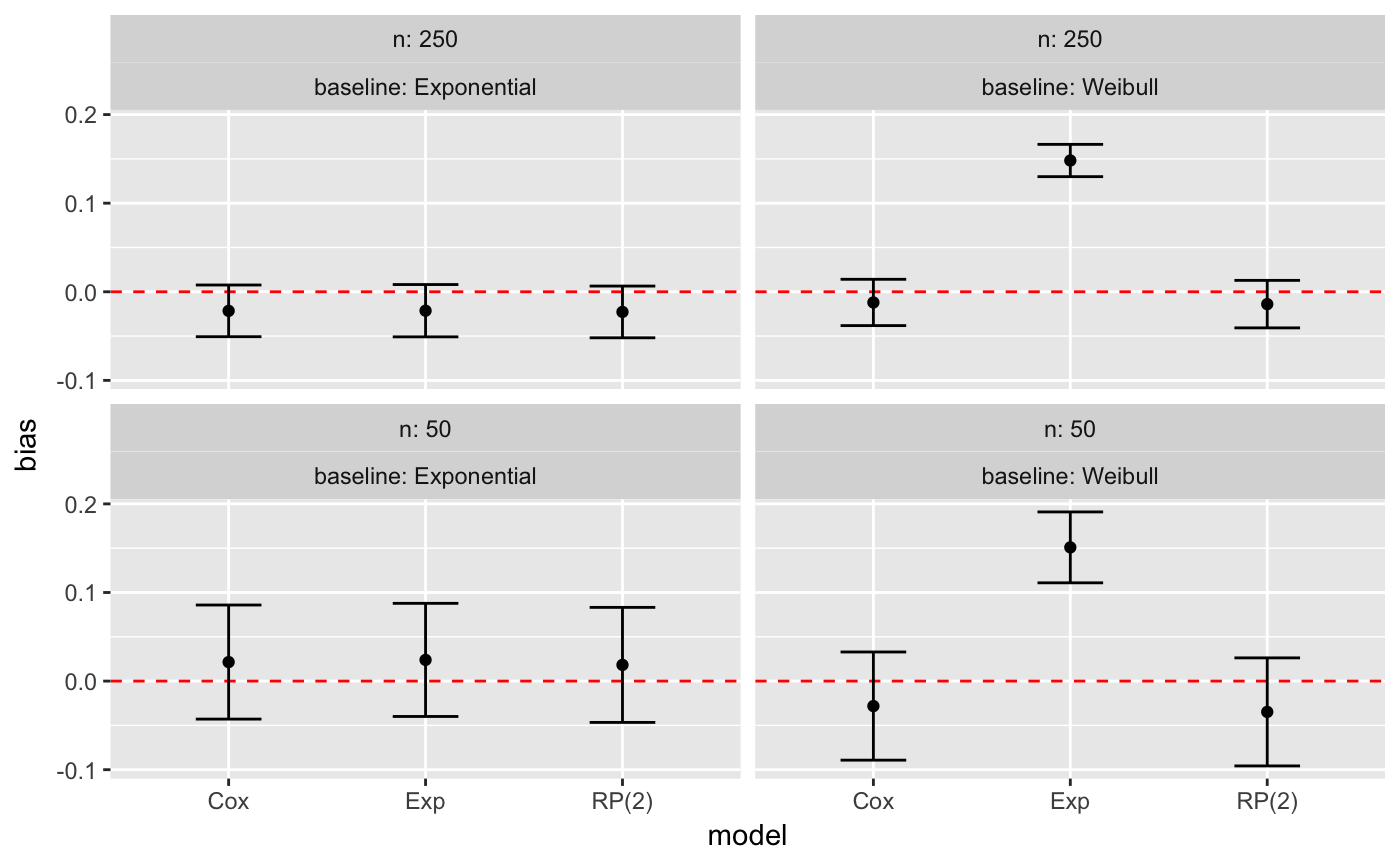 n: 250
n: 250
baseline: Exponential
baseline: Weibull
0.2
0.1
0.0
-0.1
n: 50
n: 50
baseline: Exponential
baseline: Weibull
0.2
0.1
0.0
-0.1
bias
Cox Exp RP(2)
Cox Exp RP(2)
model